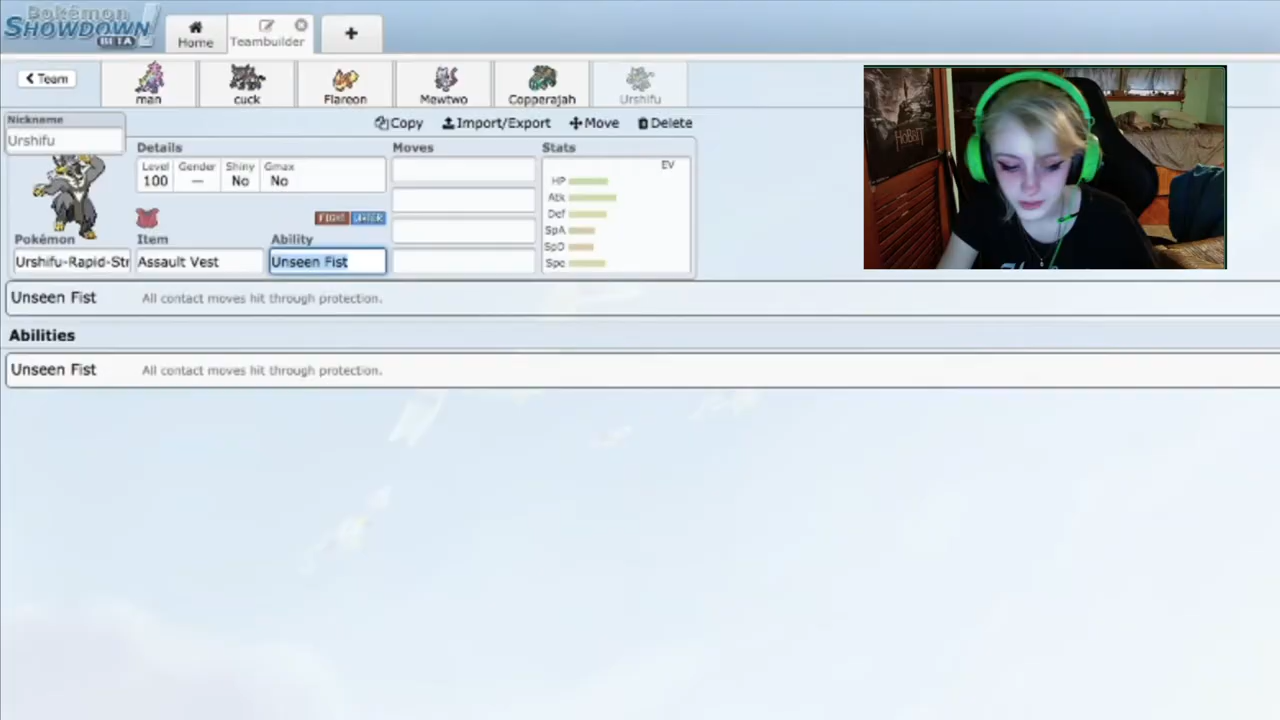 Pokémon
SHOWDOWN!
BETA
Home
Teambuilder
+
Team
man
cuck
Flareon
Mewtwo
Copperajah
Urshifu
Nickname
Urshifu
Copy
Import/Export
Move
Delete
Details
Moves
Stats
Level
Gender
Shiny
Gmax
EV
100
—
No
No
HP
Atk
Def
SpA
SpD
Spe
FIGHT
WATER
Pokémon
Item
Ability
Urshifu-Rapid-Str
Assault Vest
Unseen Fist
Unseen Fist All contact moves hit through protection.
Abilities
Unseen Fist All contact moves hit through protection.
HOBBIT